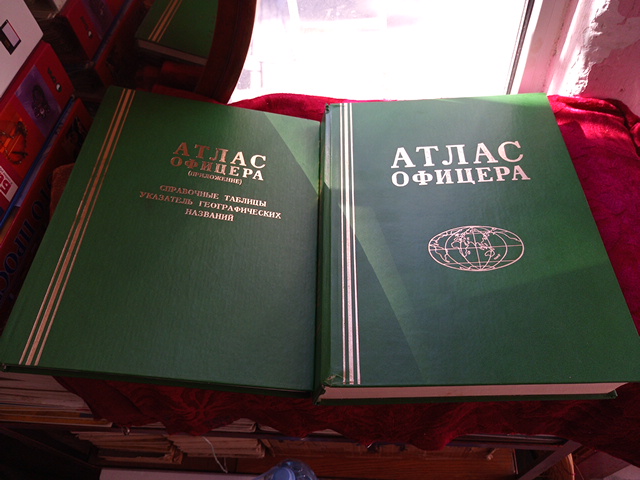 АТЛАС
ОФИЦЕРА
(ПРИЛОЖЕНИЕ)
СПРАВОЧНЫЕ ТАБЛИЦЫ
УКАЗАТЕЛЬ ГЕОГРАФИЧЕСКИХ
НАЗВАНИЙ
АТЛАС
ОФИЦЕРА